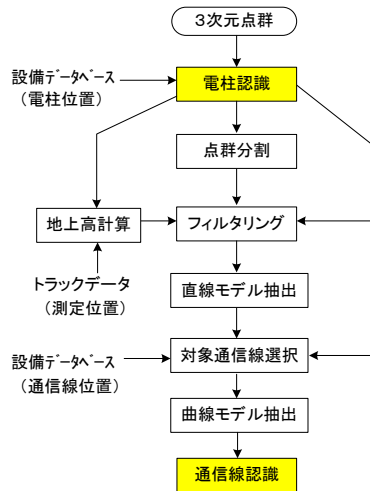 3次元点群
設備データベース
(電柱位置)
電柱認識
点群分割
地上高計算
フィルタリング
トラックデータ
(測定位置)
直線モデル抽出
設備データベース
(通信線位置)
対象通信線選択
曲線モデル抽出
通信線認識